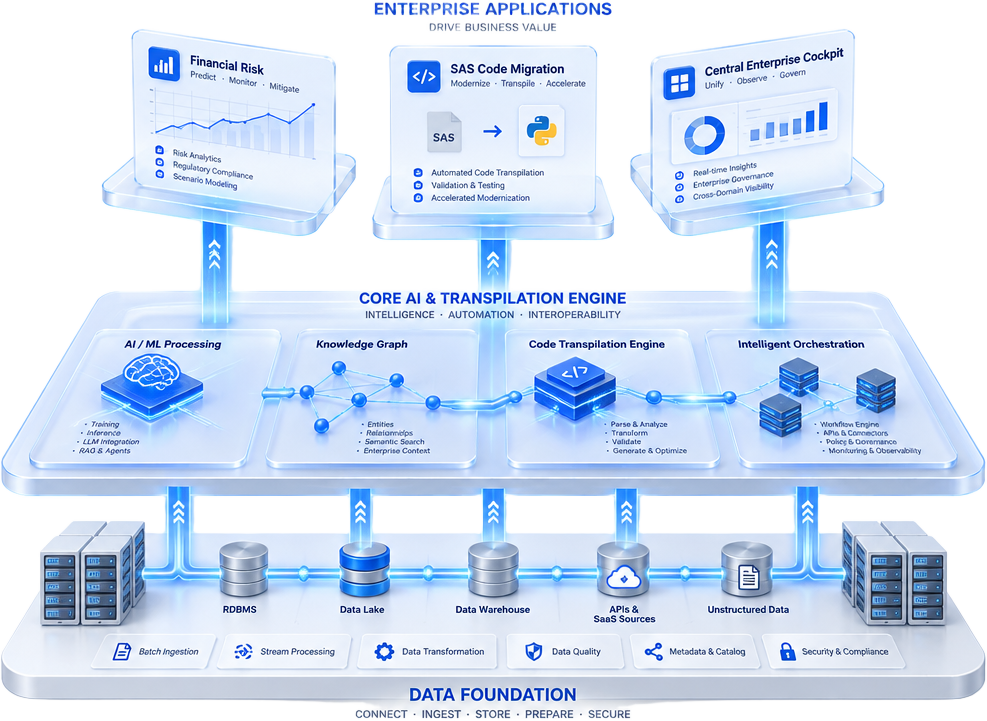 ENTERPRISE APPLICATIONS
DRIVE BUSINESS VALUE
Financial Risk
Predict · Monitor · Mitigate
Risk Analytics
Regulatory Compliance
Scenario Modeling
</>
SAS Code Migration
Modernize · Transpile · Accelerate
SAS
Automated Code Transpilation
Validation & Testing
Accelerated Modernization
Central Enterprise Cockpit
Unify · Observe · Govern
Real-time Insights
Enterprise Governance
Cross-Domain Visibility
CORE AI & TRANSPILATION ENGINE
INTELLIGENCE · AUTOMATION · INTEROPERABILITY
AI / ML Processing
· Training
· Inference
· LLM Integration
· RAG & Agents
Knowledge Graph
· Entities
· Relationships
· Semantic Search
· Enterprise Context
Code Transpilation Engine
</>
· Parse & Analyze
· Transform
· Validate
· Generate & Optimize
Intelligent Orchestration
· Workflow Engine
· APIs & Connectors
· Policy & Governance
· Monitoring & Observability
RDBMS
Data Lake
Data Warehouse
APIs &
SaaS Sources
Unstructured Data
Batch Ingestion
Stream Processing
Data Transformation
Data Quality
Metadata & Catalog
Security & Compliance
DATA FOUNDATION
CONNECT · INGEST · STORE · PREPARE · SECURE